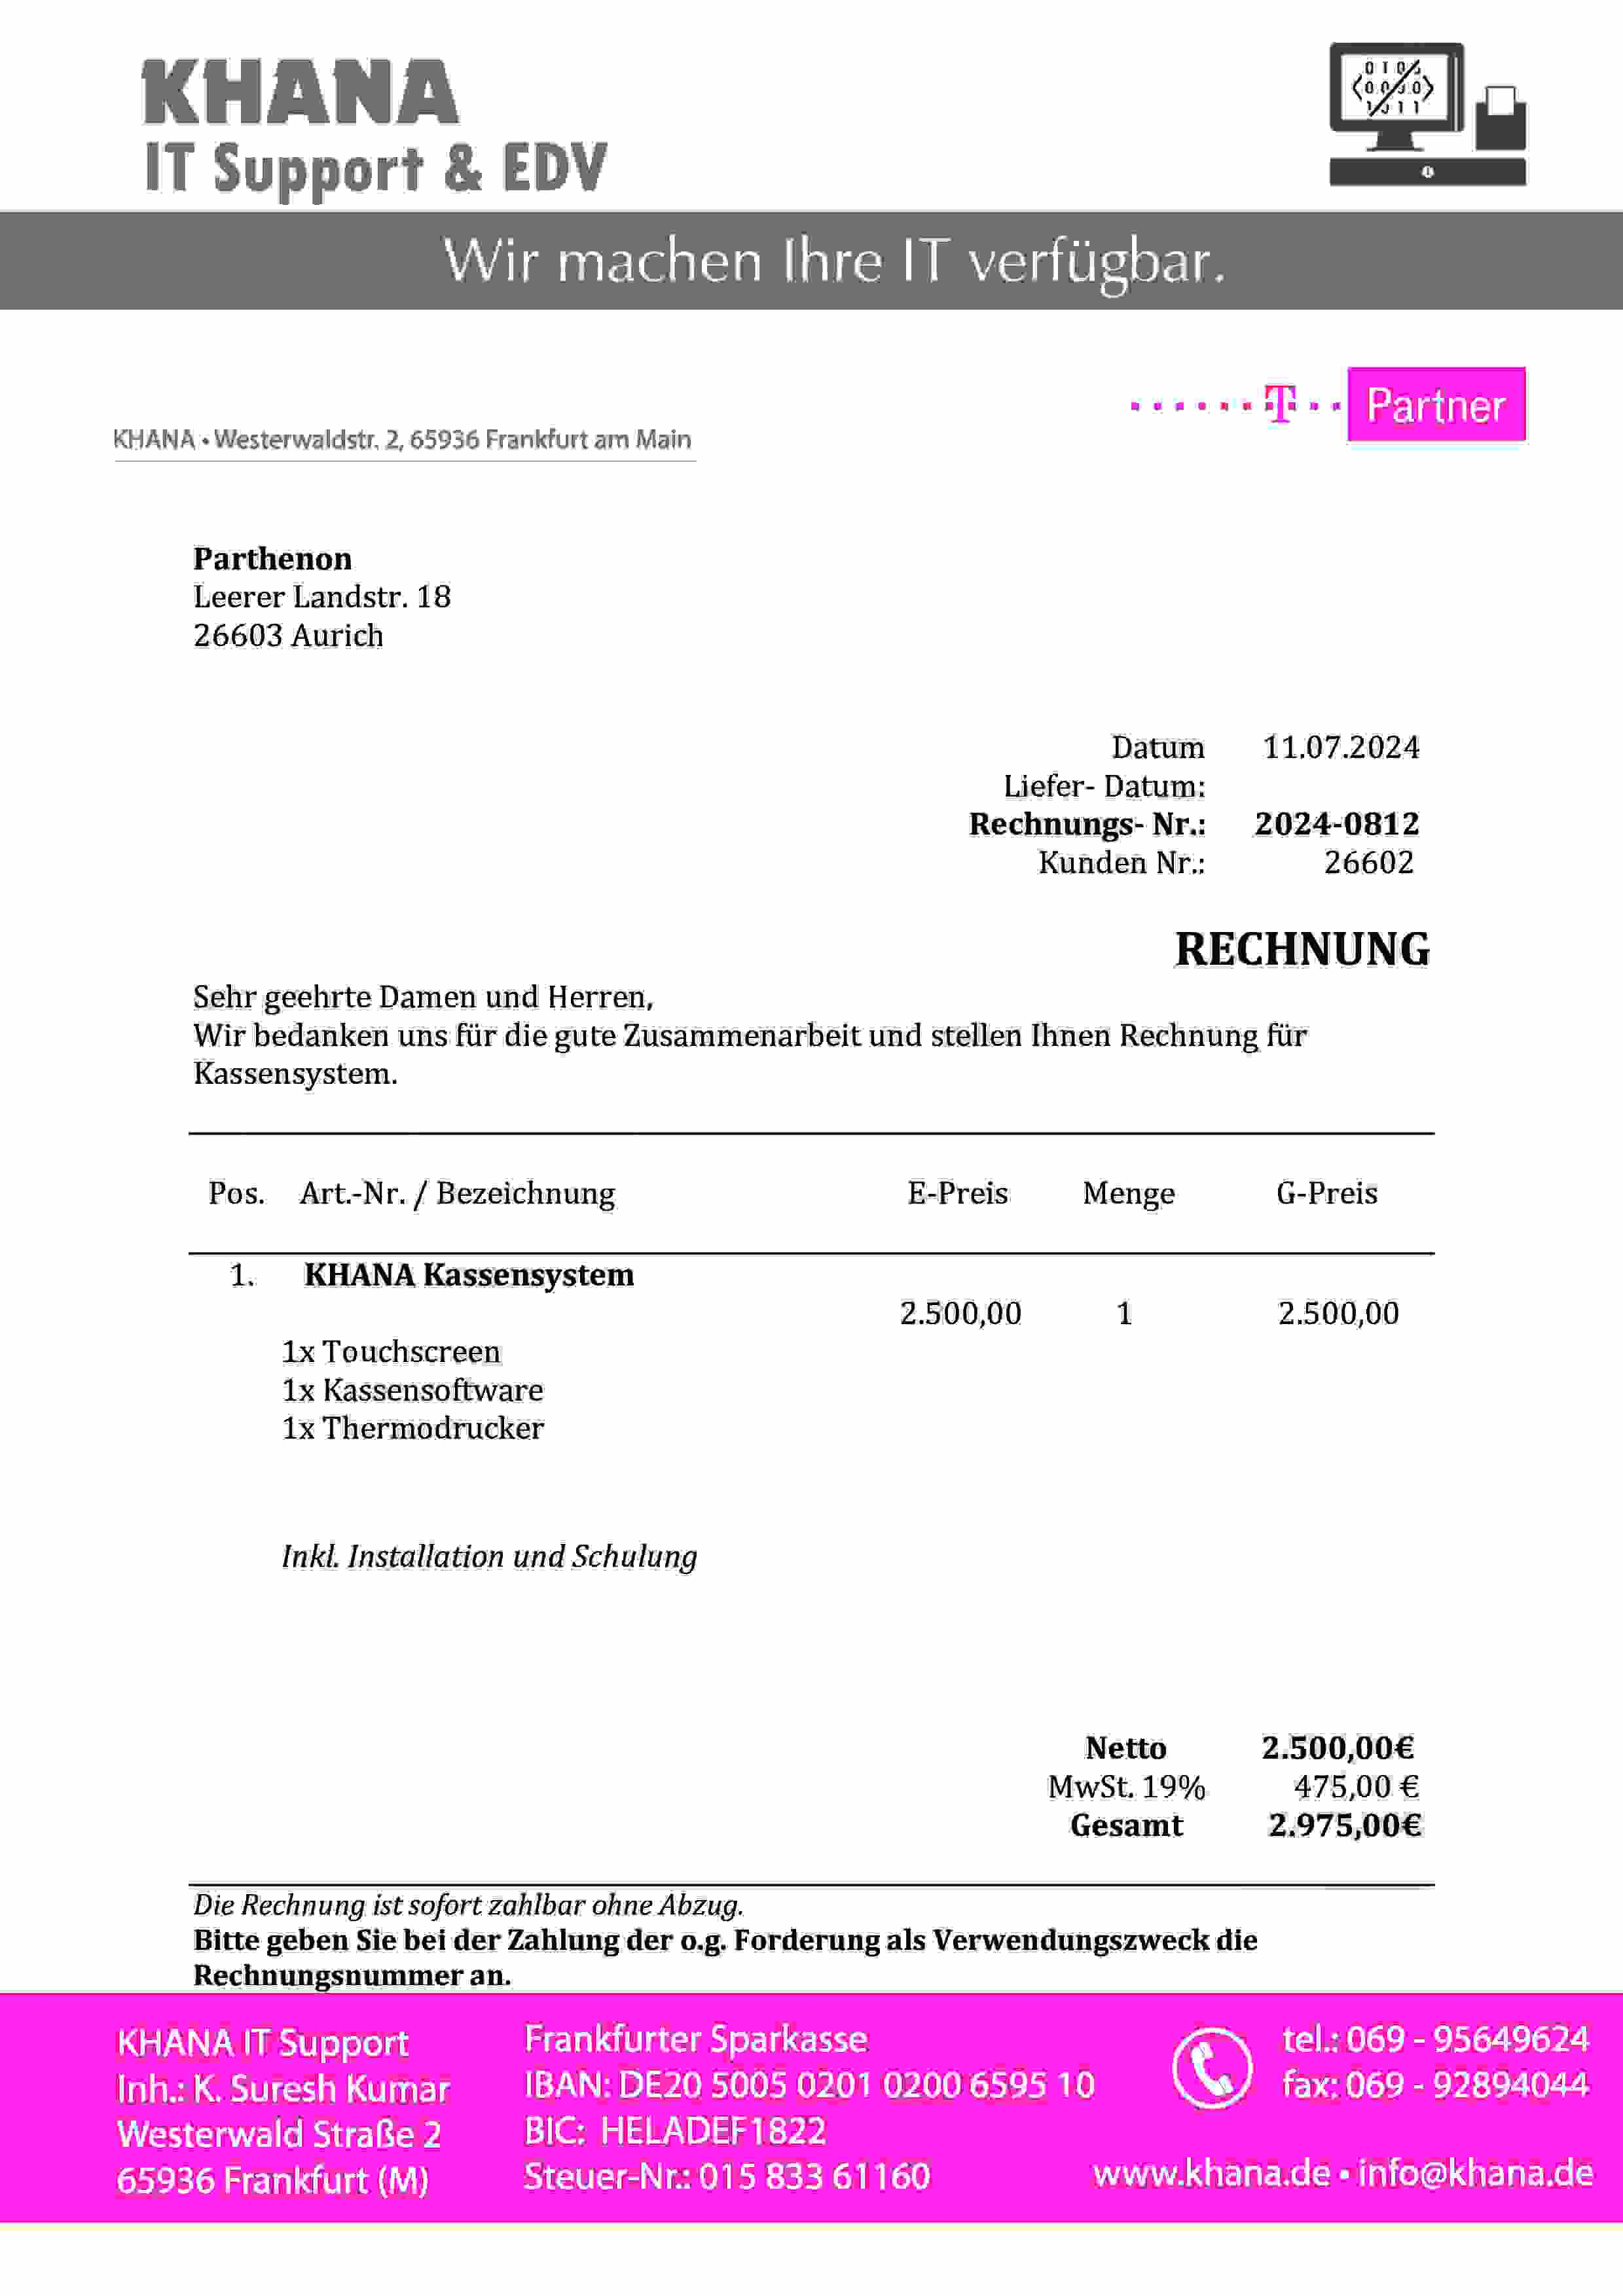 KHANA
IT Support & EDV
Wir machen Ihre IT verfügbar.
T Partner
KHANA • Westerwaldstr. 2, 65936 Frankfurt am Main
Parthenon
Leerer Landstr. 18
26603 Aurich
Datum 11.07.2024
Liefer- Datum:
Rechnungs- Nr.: 2024-0812
Kunden Nr.: 26602
RECHNUNG
Sehr geehrte Damen und Herren,
Wir bedanken uns für die gute Zusammenarbeit und stellen Ihnen Rechnung für
Kassensystem.
Pos. Art.-Nr. / Bezeichnung E-Preis Menge G-Preis
1. KHANA Kassensystem
2.500,00 1 2.500,00
1x Touchscreen
1x Kassensoftware
1x Thermodrucker
Inkl. Installation und Schulung
Netto 2.500,00€
MwSt. 19% 475,00 €
Gesamt 2.975,00€
Die Rechnung ist sofort zahlbar ohne Abzug.
Bitte geben Sie bei der Zahlung der o.g. Forderung als Verwendungszweck die
Rechnungsnummer an.
KHANA IT Support
Inh.: K. Suresh Kumar
Westerwald Straße 2
65936 Frankfurt (M)
Frankfurter Sparkasse
IBAN: DE20 5005 0201 0200 6595 10
BIC: HELADEF1822
Steuer-Nr.: 015 833 61160
tel.: 069 - 95649624
fax: 069 - 92894044
www.khana.de • info@khana.de